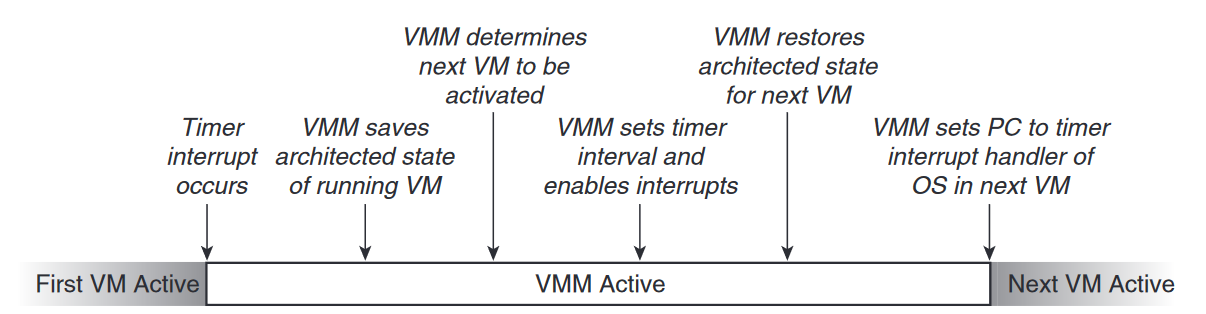 Timer
interrupt
occurs
VMM saves
architected state
of running VM
VMM determines
next VM to be
activated
VMM sets timer
interval and
enables interrupts
VMM restores
architected state
for next VM
VMM sets PC to timer
interrupt handler of
OS in next VM
First VM Active
VMM Active
Next VM Active